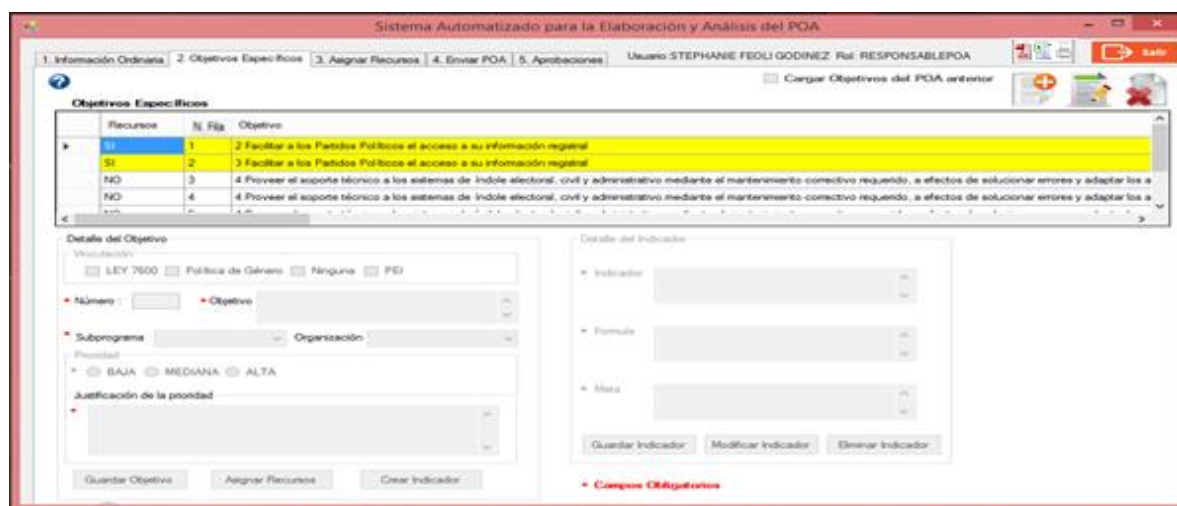 Sistema Automatizado para la Elaboración y Análisis del POA
1. Información Ordinaria 2. Objetivos Específicos 3. Asignar Recursos 4. Enviar POA 5. Aprobaciones Usuario:STEPHANIE FEOLI GODINEZ Rol: RESPONSABLEPOA Salir
Cargar Objetivos del POA anterior
Objetivos Específicos
Recursos N. Fila Objetivo
SI 1 2 Facilitar a los Partidos Políticos el acceso a su información registral
SI 2 3 Facilitar a los Partidos Políticos el acceso a su información registral
NO 3 4 Proveer el soporte técnico a los sistemas de índole electoral, civil y administrativo mediante el mantenimiento correctivo requerido, a efectos de solucionar errores y adaptar los a
NO 4 4 Proveer el soporte técnico a los sistemas de índole electoral, civil y administrativo mediante el mantenimiento correctivo requerido, a efectos de solucionar errores y adaptar los a
Detalle del Objetivo
Vinculación
LEY 7600 Política de Género Ninguna PEI
* Número : * Objetivo
* Subprograma Organización
Prioridad
* BAJA MEDIANA ALTA
Justificación de la prioridad
*
Guardar Objetivo Asignar Recursos Crear Indicador
Detalle del Indicador
* Indicador
* Formula
* Meta
Guardar Indicador Modificar Indicador Eliminar Indicador
* Campos Obligatorios